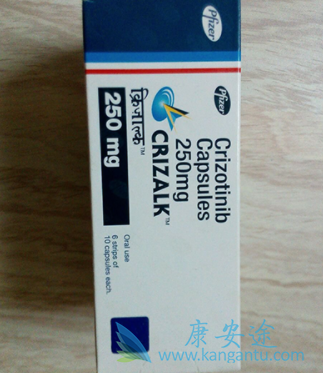 Pfizer
Pfizer
Crizotinib
Capsules
250mg
CRIZALK™
क्रिज़ाल्क™
250 mg
Oral use
6 strips of
10 capsules each.
康安途
www.kangantu.com